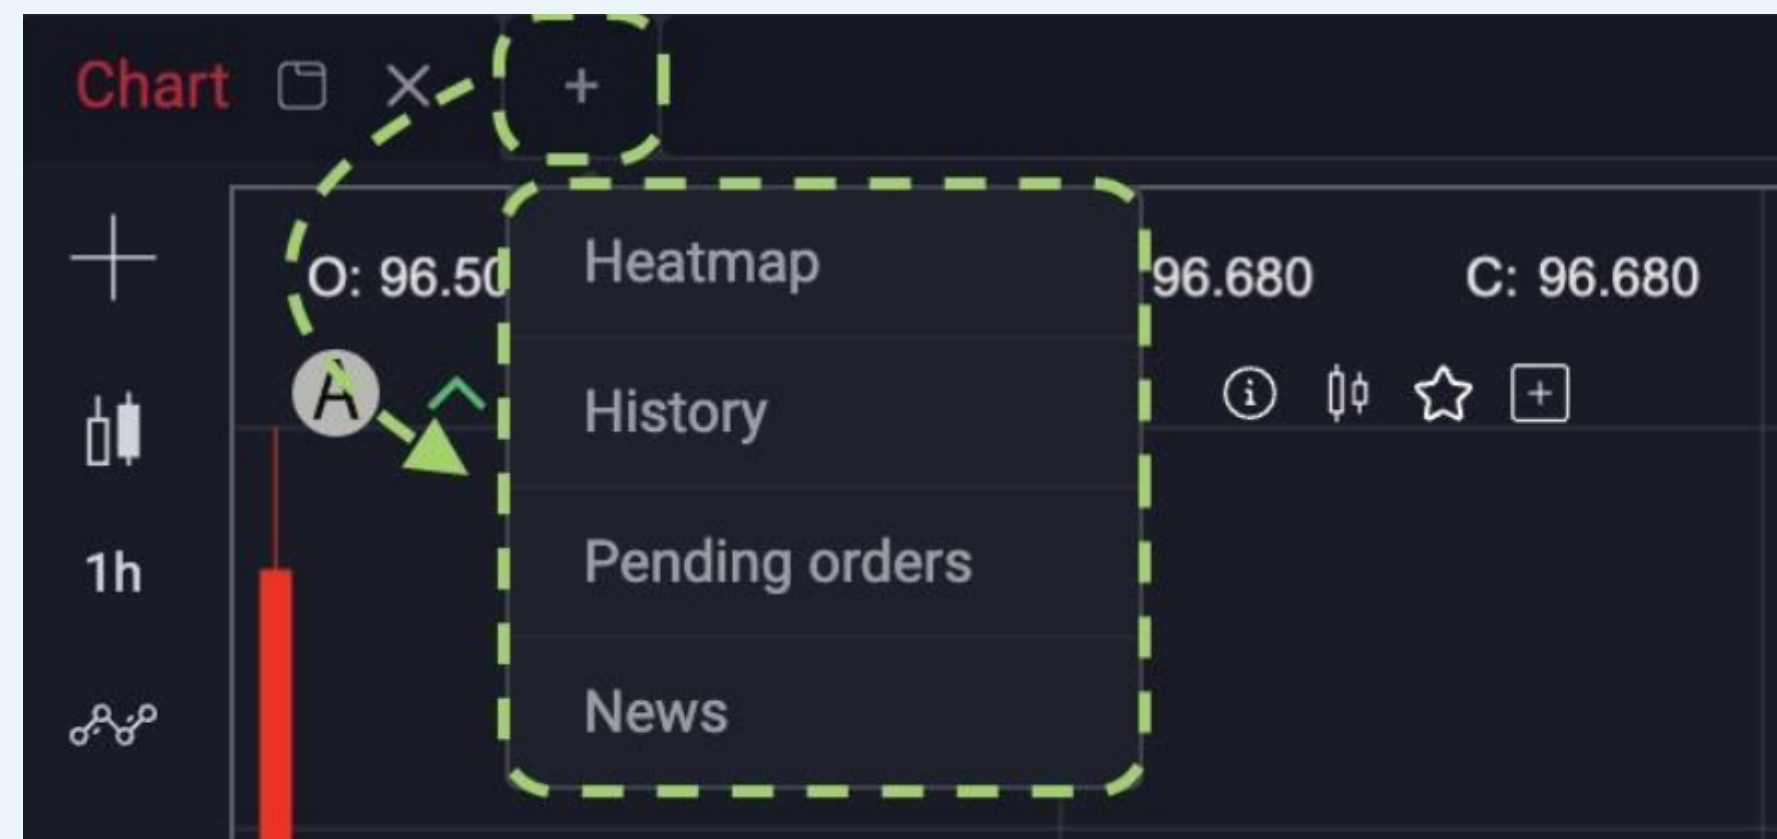 Chart
+
Heatmap
O: 96.50 96.680 C: 96.680
History
A
Pending orders
1h
News